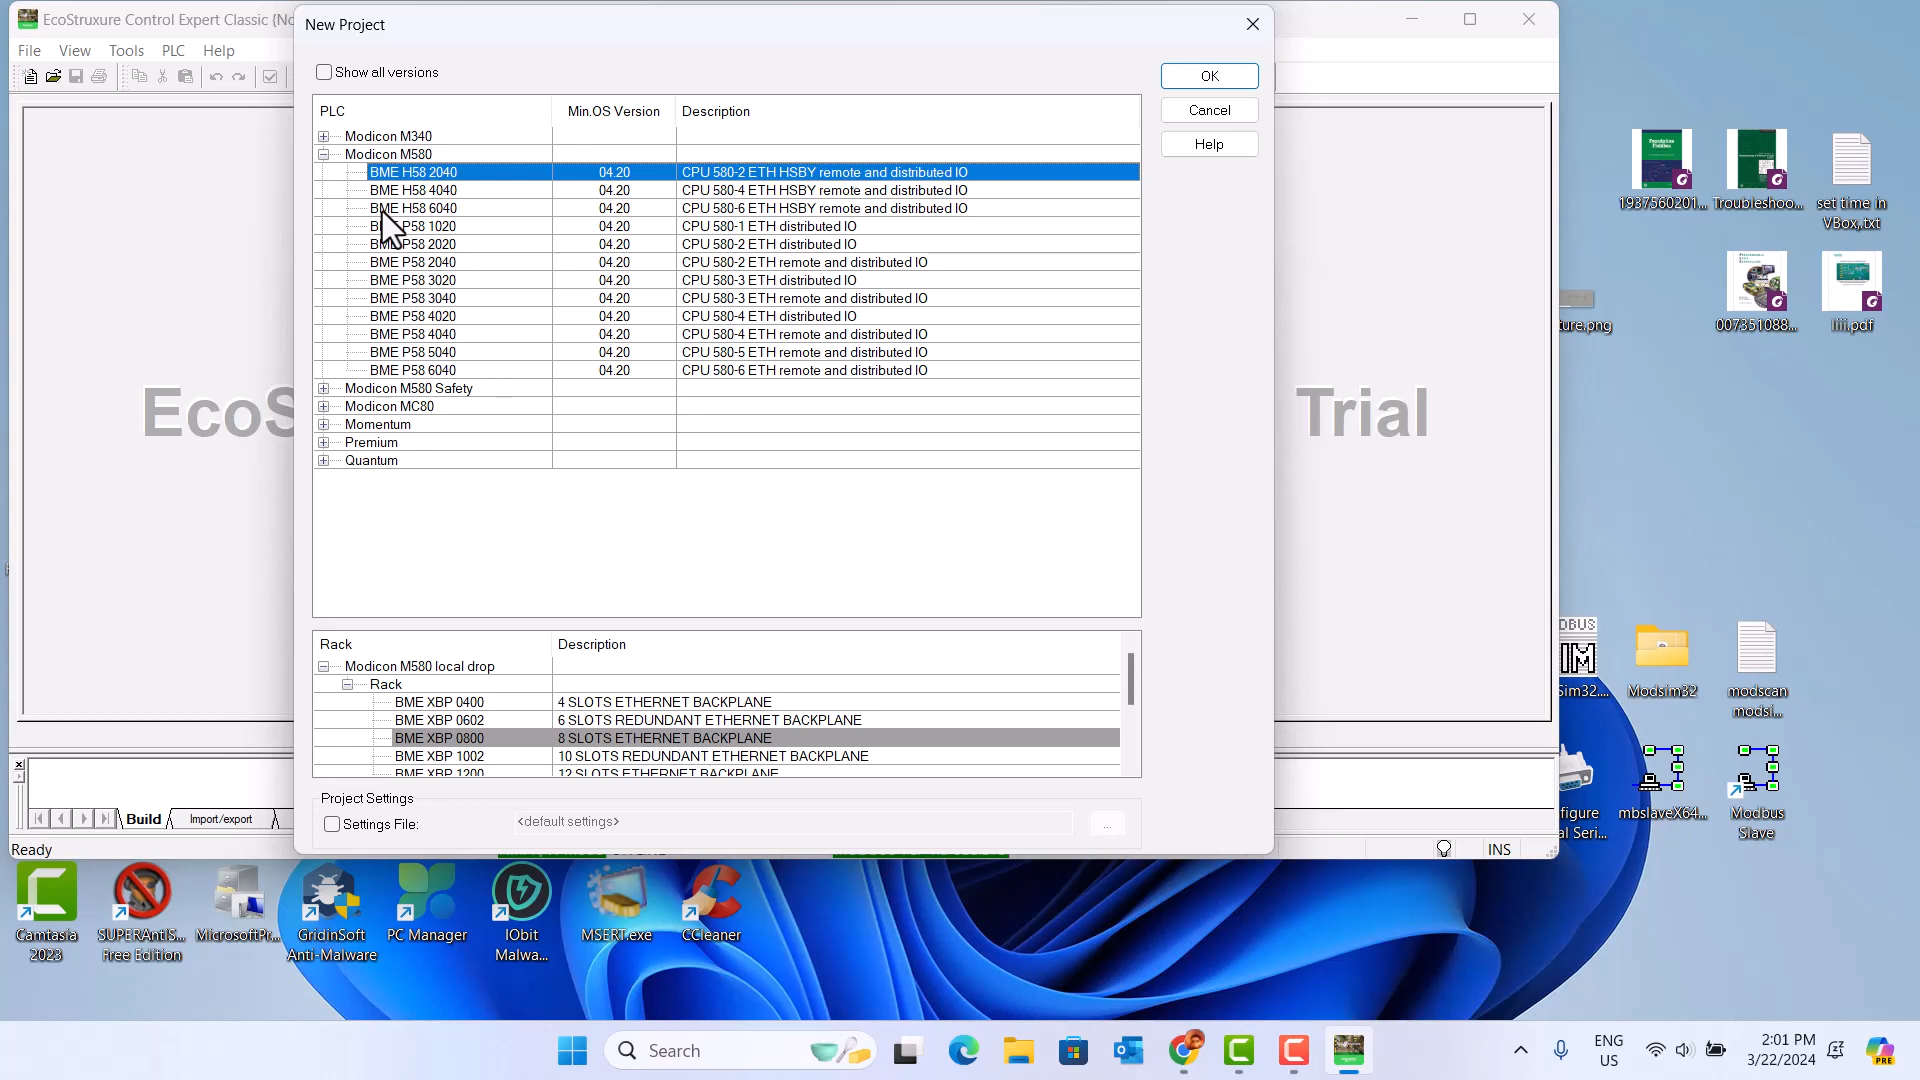 EcoStruxure Control Expert Classic {No
New Project
File View Tools PLC Help
Show all versions
OK
Cancel
Help
PLC Min.OS Version Description
Modicon M340
Modicon M580
BME H58 2040 04.20 CPU 580-2 ETH HSBY remote and distributed IO
BME H58 4040 04.20 CPU 580-4 ETH HSBY remote and distributed IO
BME H58 6040 04.20 CPU 580-6 ETH HSBY remote and distributed IO
BME P58 1020 04.20 CPU 580-1 ETH distributed IO
BME P58 2020 04.20 CPU 580-2 ETH distributed IO
BME P58 2040 04.20 CPU 580-2 ETH remote and distributed IO
BME P58 3020 04.20 CPU 580-3 ETH distributed IO
BME P58 3040 04.20 CPU 580-3 ETH remote and distributed IO
BME P58 4020 04.20 CPU 580-4 ETH distributed IO
BME P58 4040 04.20 CPU 580-4 ETH remote and distributed IO
BME P58 5040 04.20 CPU 580-5 ETH remote and distributed IO
BME P58 6040 04.20 CPU 580-6 ETH remote and distributed IO
Modicon M580 Safety
Modicon MC80
Momentum
Premium
Quantum
EcoS Trial
Rack Description
Modicon M580 local drop
Rack
BME XBP 0400 4 SLOTS ETHERNET BACKPLANE
BME XBP 0602 6 SLOTS REDUNDANT ETHERNET BACKPLANE
BME XBP 0800 8 SLOTS ETHERNET BACKPLANE
BME XBP 1002 10 SLOTS REDUNDANT ETHERNET BACKPLANE
BME XBP 1200 12 SLOTS ETHERNET BACKPLANE
Project Settings
Settings File: <default settings> ...
Build Import/export
Ready INS
1937560201... Troubleshoo... set time in
VBox,.txt
ture.png 007351088... liiii.pdf
Sim32.... Modsim32 modscan
modsi...
figure mbslaveX64... Modbus
al Seri... Slave
Camtasia SUPERAntiS... MicrosoftPr... GridinSoft PC Manager IObit MSERT.exe CCleaner
2023 Free Edition Anti-Malware Malwa...
Search
ENG
US
2:01 PM
3/22/2024
PRE